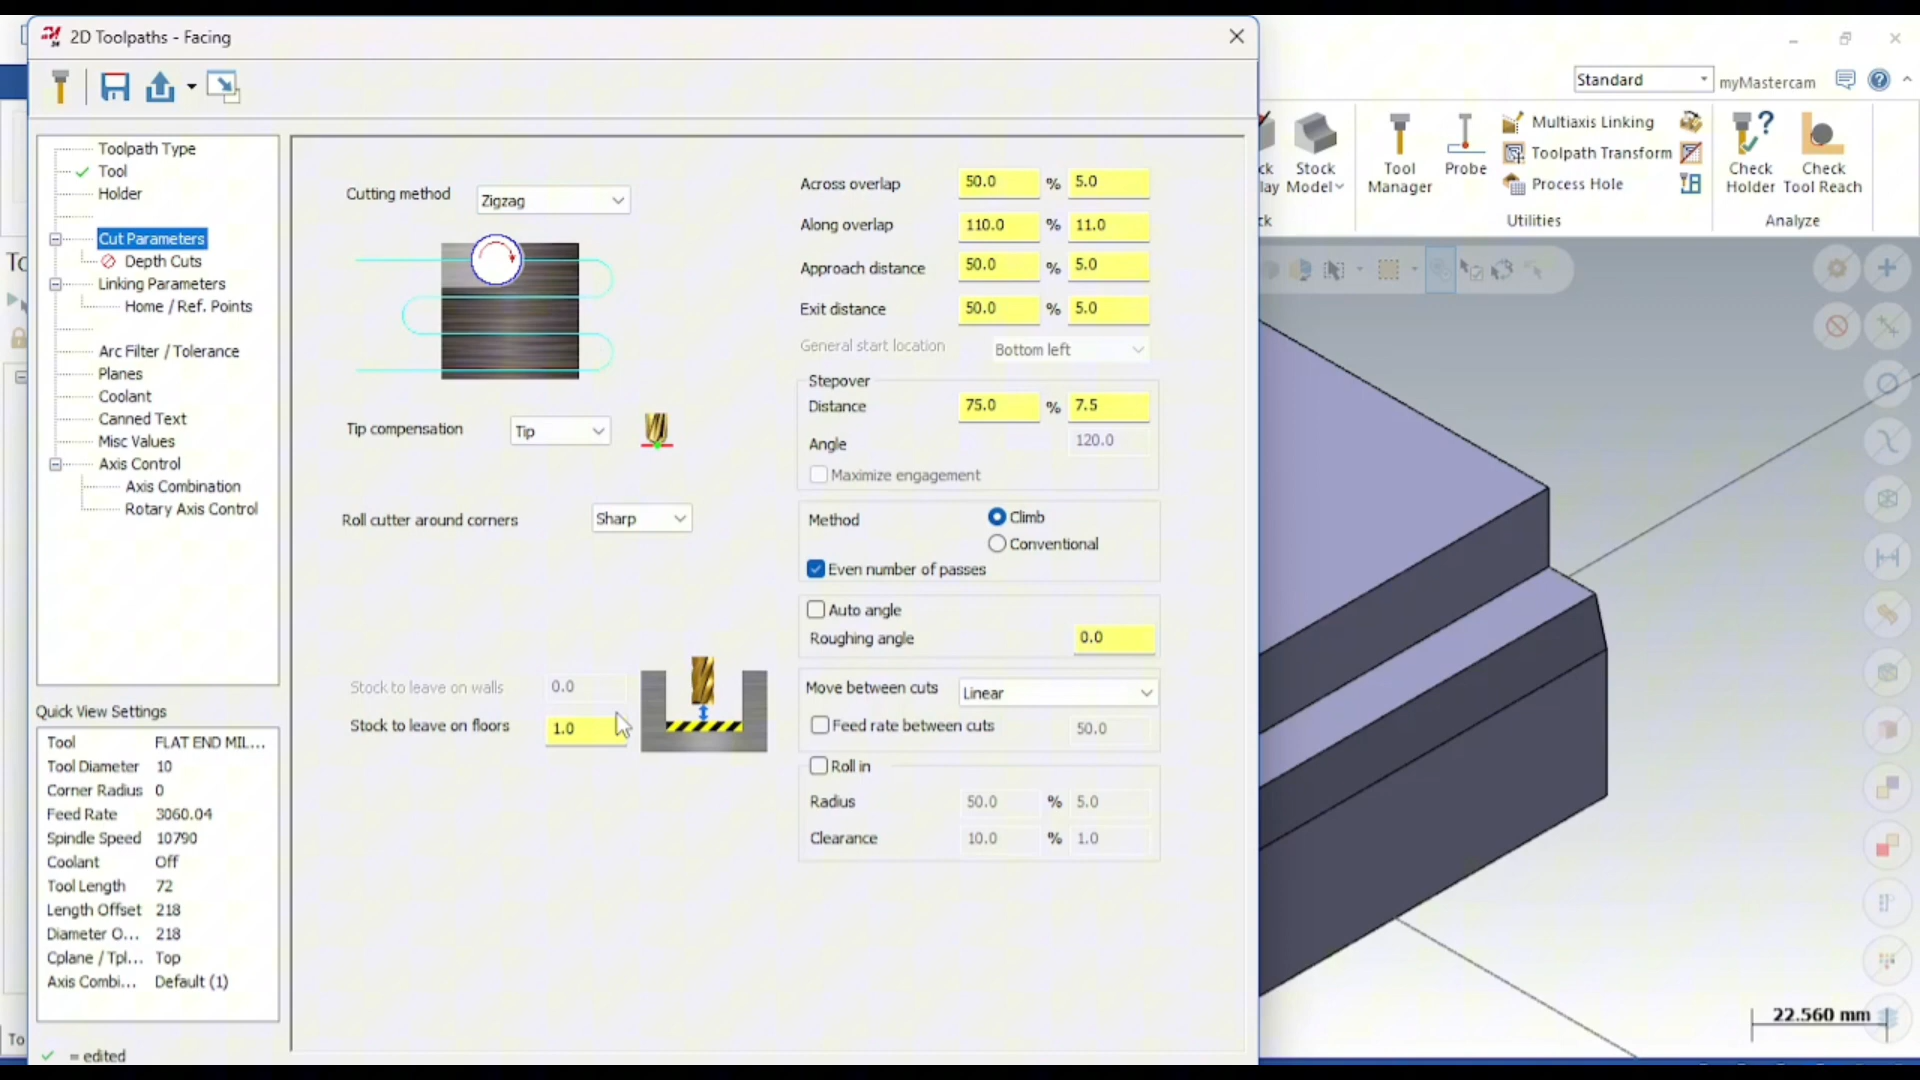 2D Toolpaths - Facing
Standard
myMastercam
Toolpath Type
Tool
Holder
Cut Parameters
Depth Cuts
Linking Parameters
Home / Ref. Points
Arc Filter / Tolerance
Planes
Coolant
Canned Text
Misc Values
Axis Control
Axis Combination
Rotary Axis Control
Quick View Settings
Tool FLAT END MIL...
Tool Diameter 10
Corner Radius 0
Feed Rate 3060.04
Spindle Speed 10790
Coolant Off
Tool Length 72
Length Offset 218
Diameter O... 218
Cplane / Tpl... Top
Axis Combi... Default (1)
= edited
Cutting method Zigzag
Tip compensation Tip
Roll cutter around corners Sharp
Stock to leave on walls 0.0
Stock to leave on floors 1.0
Across overlap 50.0 % 5.0
Along overlap 110.0 % 11.0
Approach distance 50.0 % 5.0
Exit distance 50.0 % 5.0
General start location Bottom left
Stepover
Distance 75.0 % 7.5
Angle 120.0
Maximize engagement
Method Climb
Conventional
Even number of passes
Auto angle
Roughing angle 0.0
Move between cuts Linear
Feed rate between cuts 50.0
Roll in
Radius 50.0 % 5.0
Clearance 10.0 % 1.0
Stock
Model
Tool
Manager
Probe
Multiaxis Linking
Toolpath Transform
Process Hole
Utilities
Check
Holder
Check
Tool Reach
Analyze
22.560 mm